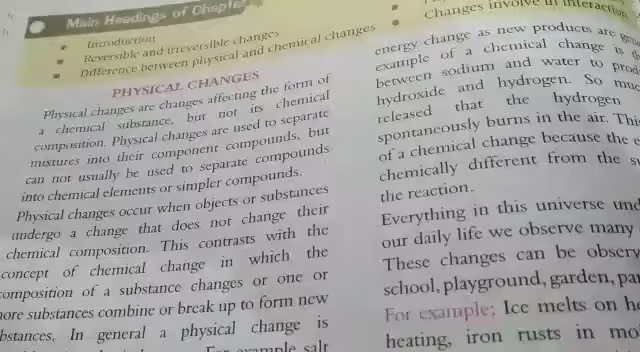 Main Headings of Chapter
Introduction
Reversible and irreversible changes
Difference between physical and chemical changes
Changes involve in interaction
PHYSICAL CHANGES
Physical changes are changes affecting the form of
a chemical substance, but not its chemical
composition. Physical changes are used to separate
mixtures into their component compounds, but
can not usually be used to separate compounds
into chemical elements or simpler compounds.
Physical changes occur when objects or substances
undergo a change that does not change their
chemical composition. This contrasts with the
concept of chemical change in which the
composition of a substance changes or one or
more substances combine or break up to form new
bstances. In general a physical change is
For example salt
energy change as new products are
example of a chemical change is
between sodium and water to
hydroxide and hydrogen. So
released that the hydrogen
spontaneously burns in the air.
of a chemical change because the
chemically different from the
the reaction.
Everything in this universe
our daily life we observe many
These changes can be
school, playground, garden,
For example; Ice melts on
heating, iron rusts in